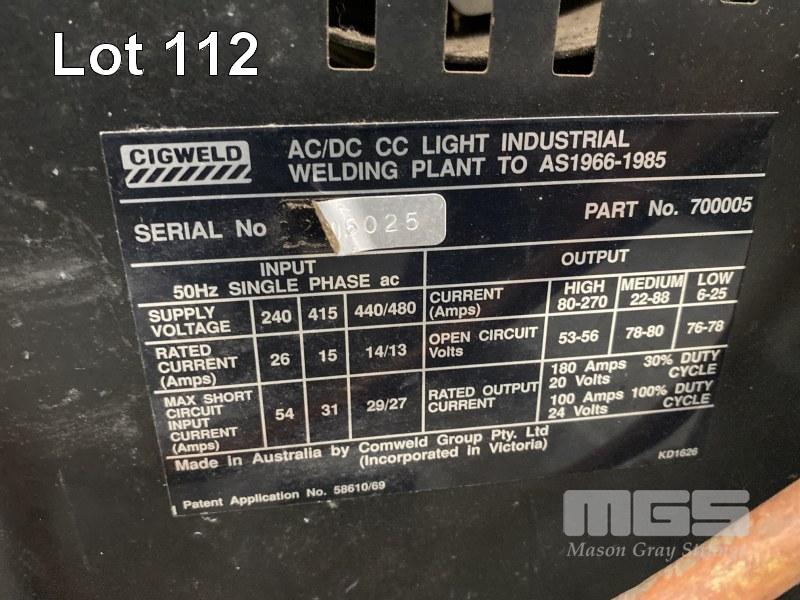 Lot 112
CIGWELD
AC/DC CC LIGHT INDUSTRIAL
WELDING PLANT TO AS1966-1985
SERIAL No 5025
PART No. 700005
INPUT
50Hz SINGLE PHASE ac
SUPPLY VOLTAGE 240 415 440/480
RATED CURRENT (Amps) 26 15 14/13
MAX SHORT CIRCUIT INPUT CURRENT (Amps) 54 31 29/27
OUTPUT
CURRENT (Amps) HIGH 80-270 MEDIUM 22-88 LOW 6-25
OPEN CIRCUIT Volts 53-56 78-80 76-78
RATED OUTPUT CURRENT 180 Amps 20 Volts 30% DUTY CYCLE
100 Amps 24 Volts 100% DUTY CYCLE
Made in Australia by Comweld Group Pty. Ltd
(Incorporated in Victoria)
KD1626
Patent Application No. 58610/69
MGS
Mason Gray Strange